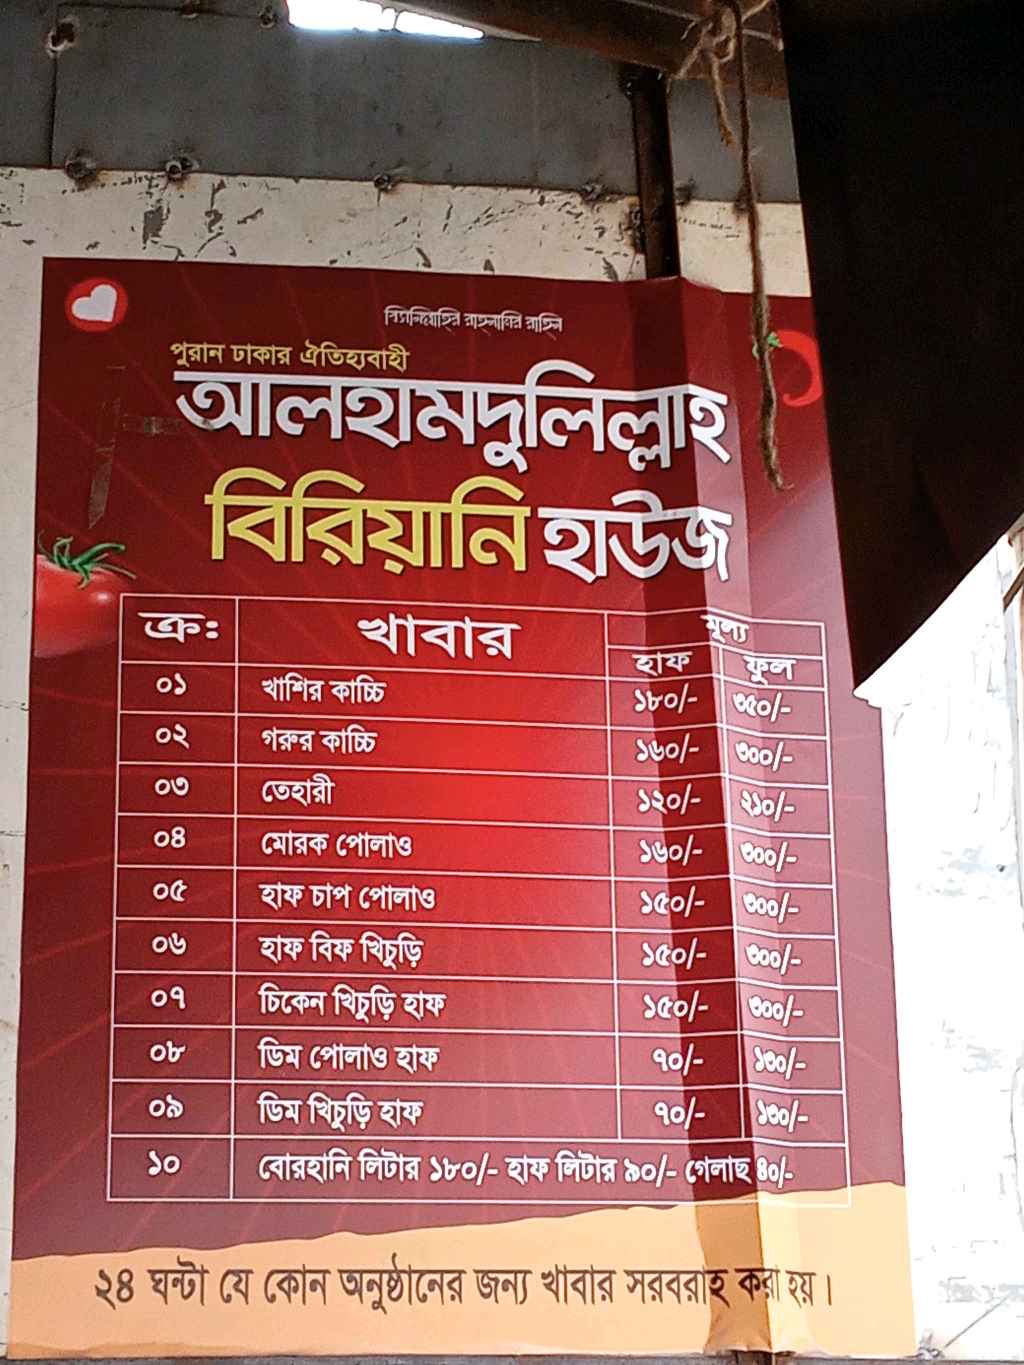 বিসমিল্লাহির রাহমানির রাহিম
পুরান ঢাকার ঐতিহ্যবাহী
আলহামদুলিল্লাহ
বিরিয়ানি হাউজ
ক্র: খাবার মূল্য
হাফ ফুল
০১ খাশির কাচ্চি ১৮০/- ৩৫০/-
০২ গরুর কাচ্চি ১৬০/- ৩০০/-
০৩ তেহারী ১২০/- ২১০/-
০৪ মোরক পোলাও ১৬০/- ৩০০/-
০৫ হাফ চাপ পোলাও ১৫০/- ৩০০/-
০৬ হাফ বিফ খিচুড়ি ১৫০/- ৩০০/-
০৭ চিকেন খিচুড়ি হাফ ১৫০/- ৩০০/-
০৮ ডিম পোলাও হাফ ৭০/- ১৩০/-
০৯ ডিম খিচুড়ি হাফ ৭০/- ১৩০/-
১০ বোরহানি লিটার ১৮০/- হাফ লিটার ৯০/- গেলাছ ৪০/-
২৪ ঘন্টা যে কোন অনুষ্ঠানের জন্য খাবার সরবরাহ করা হয়।